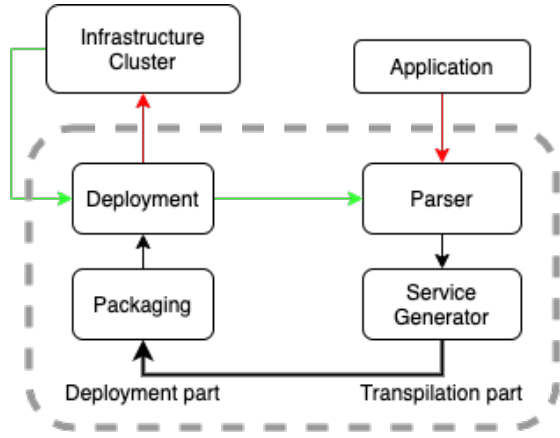 Infrastructure
Cluster
Application
Deployment
Parser
Packaging
Service
Generator
Deployment part
Transpilation part